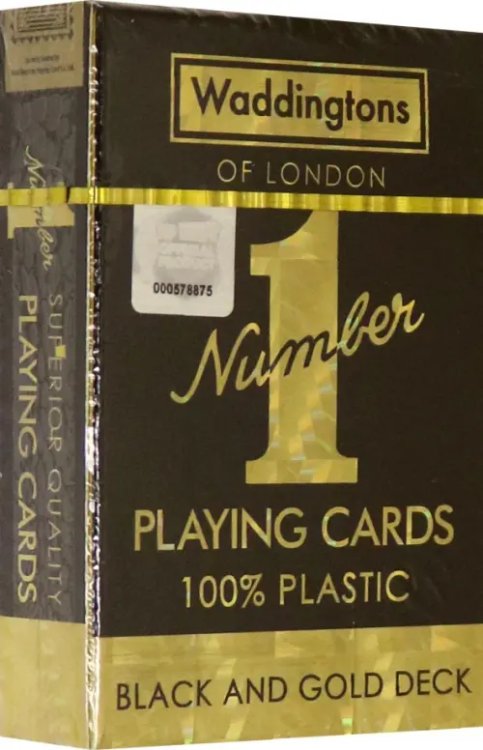 Waddingtons
OF LONDON
000578875
Number
1
PLAYING CARDS
100% PLASTIC
BLACK AND GOLD DECK
Number
1
SUPERIOR QUALITY
PLAYING CARDS